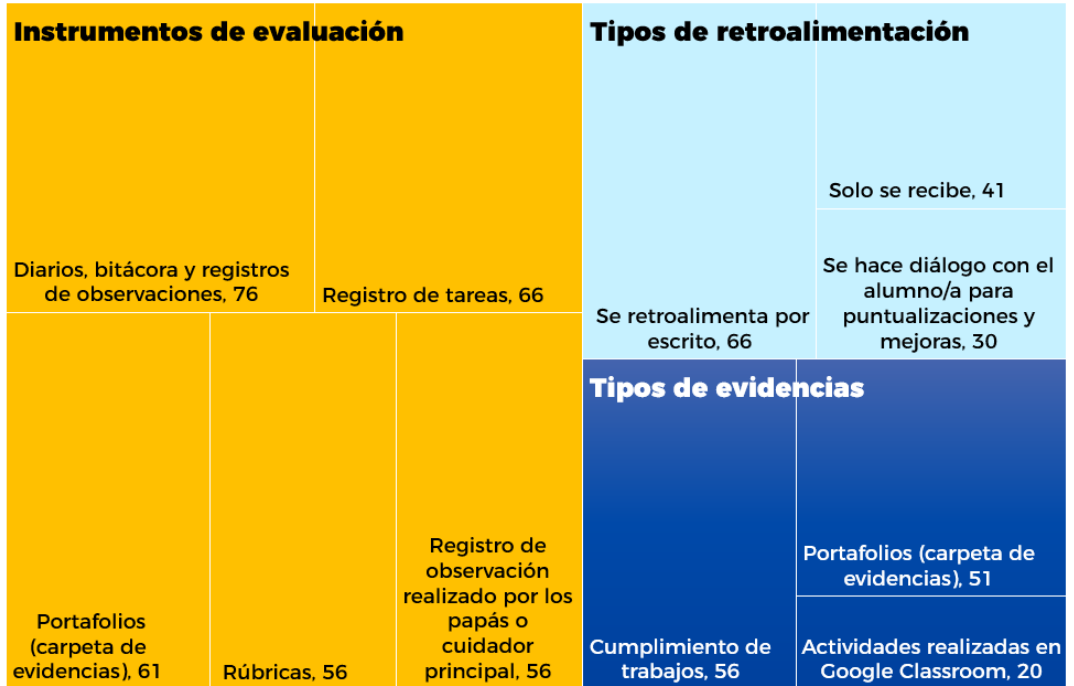 Instrumentos de evaluación
Diarios, bitácora y registros
de observaciones, 76
Registro de tareas, 66
Portafolios
(carpeta de
evidencias), 61
Rúbricas, 56
Registro de
observación
realizado por los
papás o
cuidador
principal, 56
Tipos de retroalimentación
Se retroalimenta por
escrito, 66
Solo se recibe, 41
Se hace diálogo con el
alumno/a para
puntualizaciones y
mejoras, 30
Tipos de evidencias
Cumplimiento de
trabajos, 56
Portafolios (carpeta de
evidencias), 51
Actividades realizadas en
Google Classroom, 20